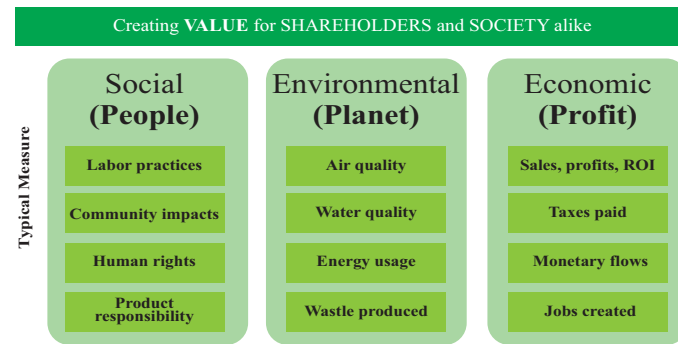 Creating VALUE for SHAREHOLDERS and SOCIETY alike
Typical Measure
Social
(People)
Labor practices
Community impacts
Human rights
Product
responsibility
Environmental
(Planet)
Air quality
Water quality
Energy usage
Wastle produced
Economic
(Profit)
Sales, profits, ROI
Taxes paid
Monetary flows
Jobs created